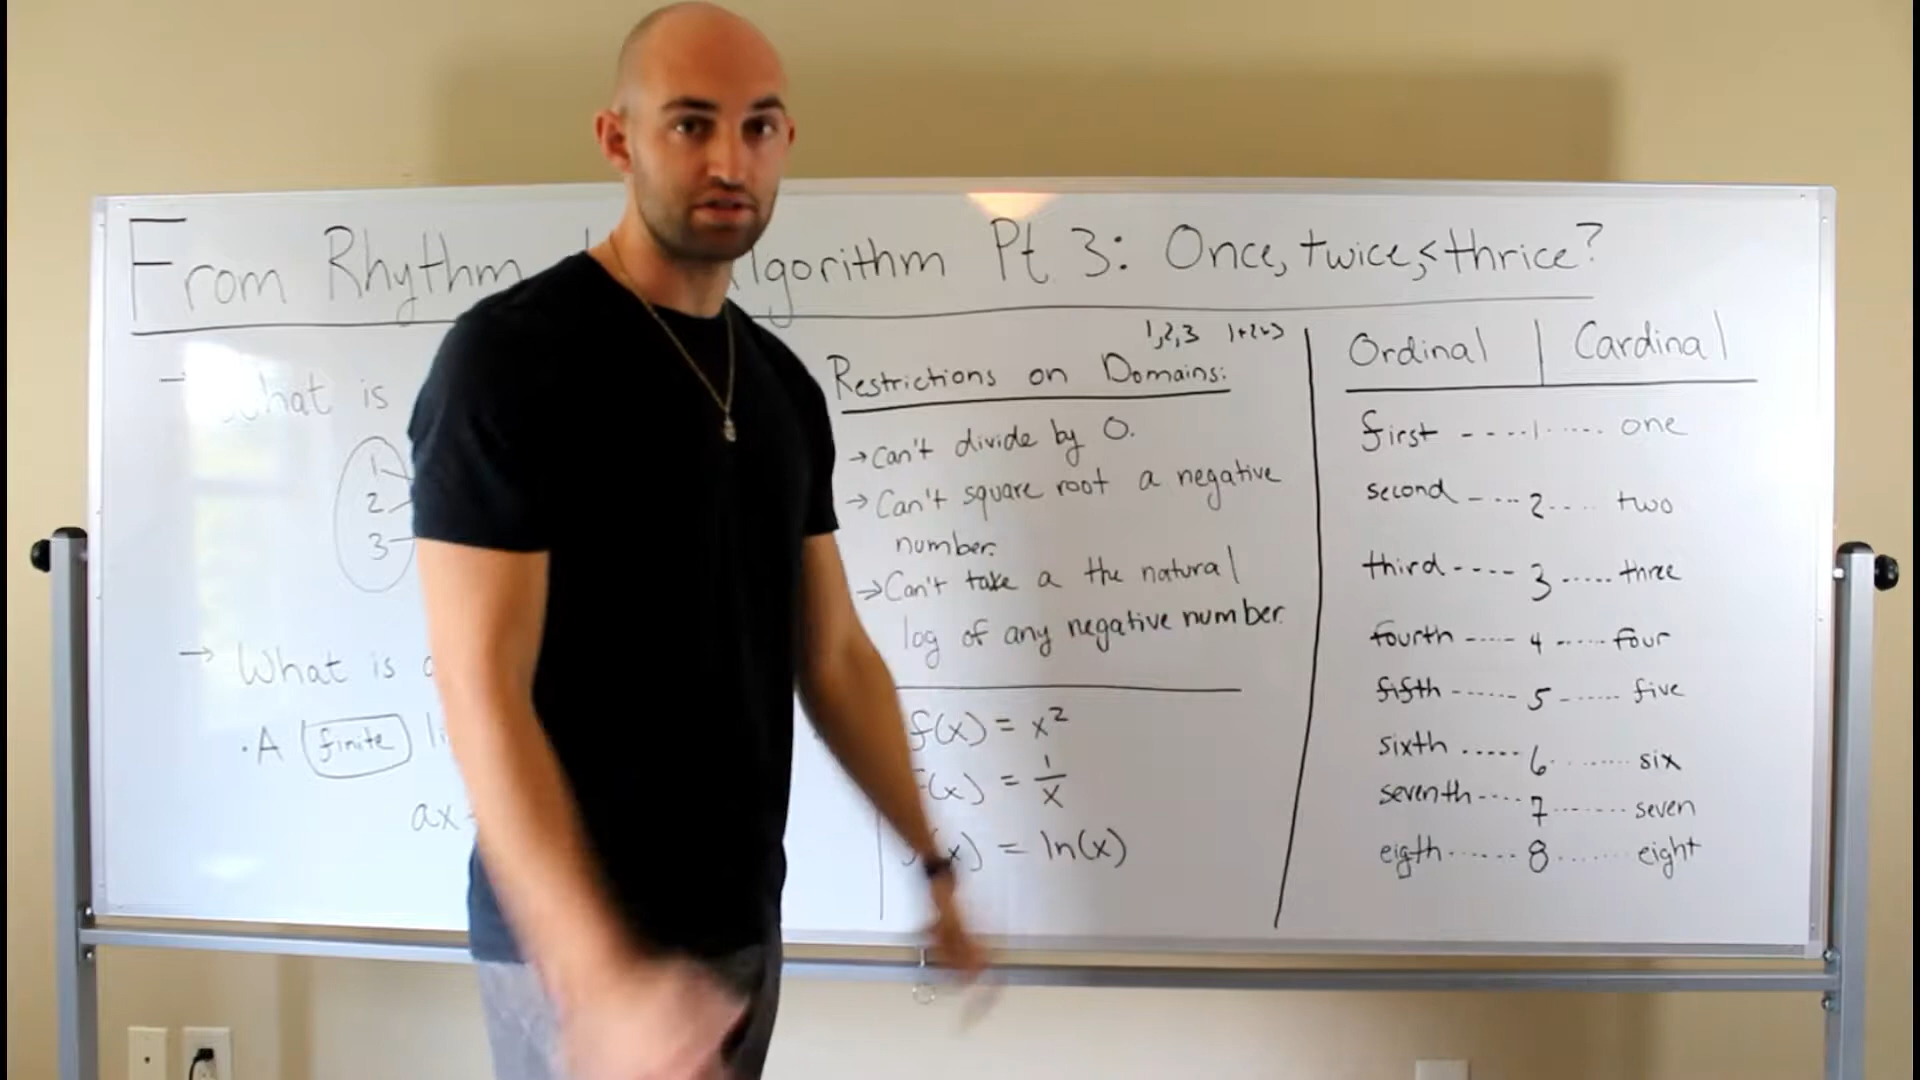 From Rhythm lgorithm Pt 3: Once, twice, < thrice?
→ What is
1
2
3
→ What is
· A finite
ax
1,2,3 1+2+3
Restrictions on Domains:
→ Can't divide by 0.
→ Can't square root a negative
number.
→ Can't take a the natural
log of any negative number.
f(x) = x²
(x) = 1/x
(x) = ln(x)
Ordinal | Cardinal
first ----1----- one
second ----2---- two
third ---- 3 ----- three
fourth ----- 4 ----- four
fifth ------ 5 ------ five
sixth ----- 6 ------- six
seventh ---- 7 ------- seven
eigth ------ 8 ------ eight